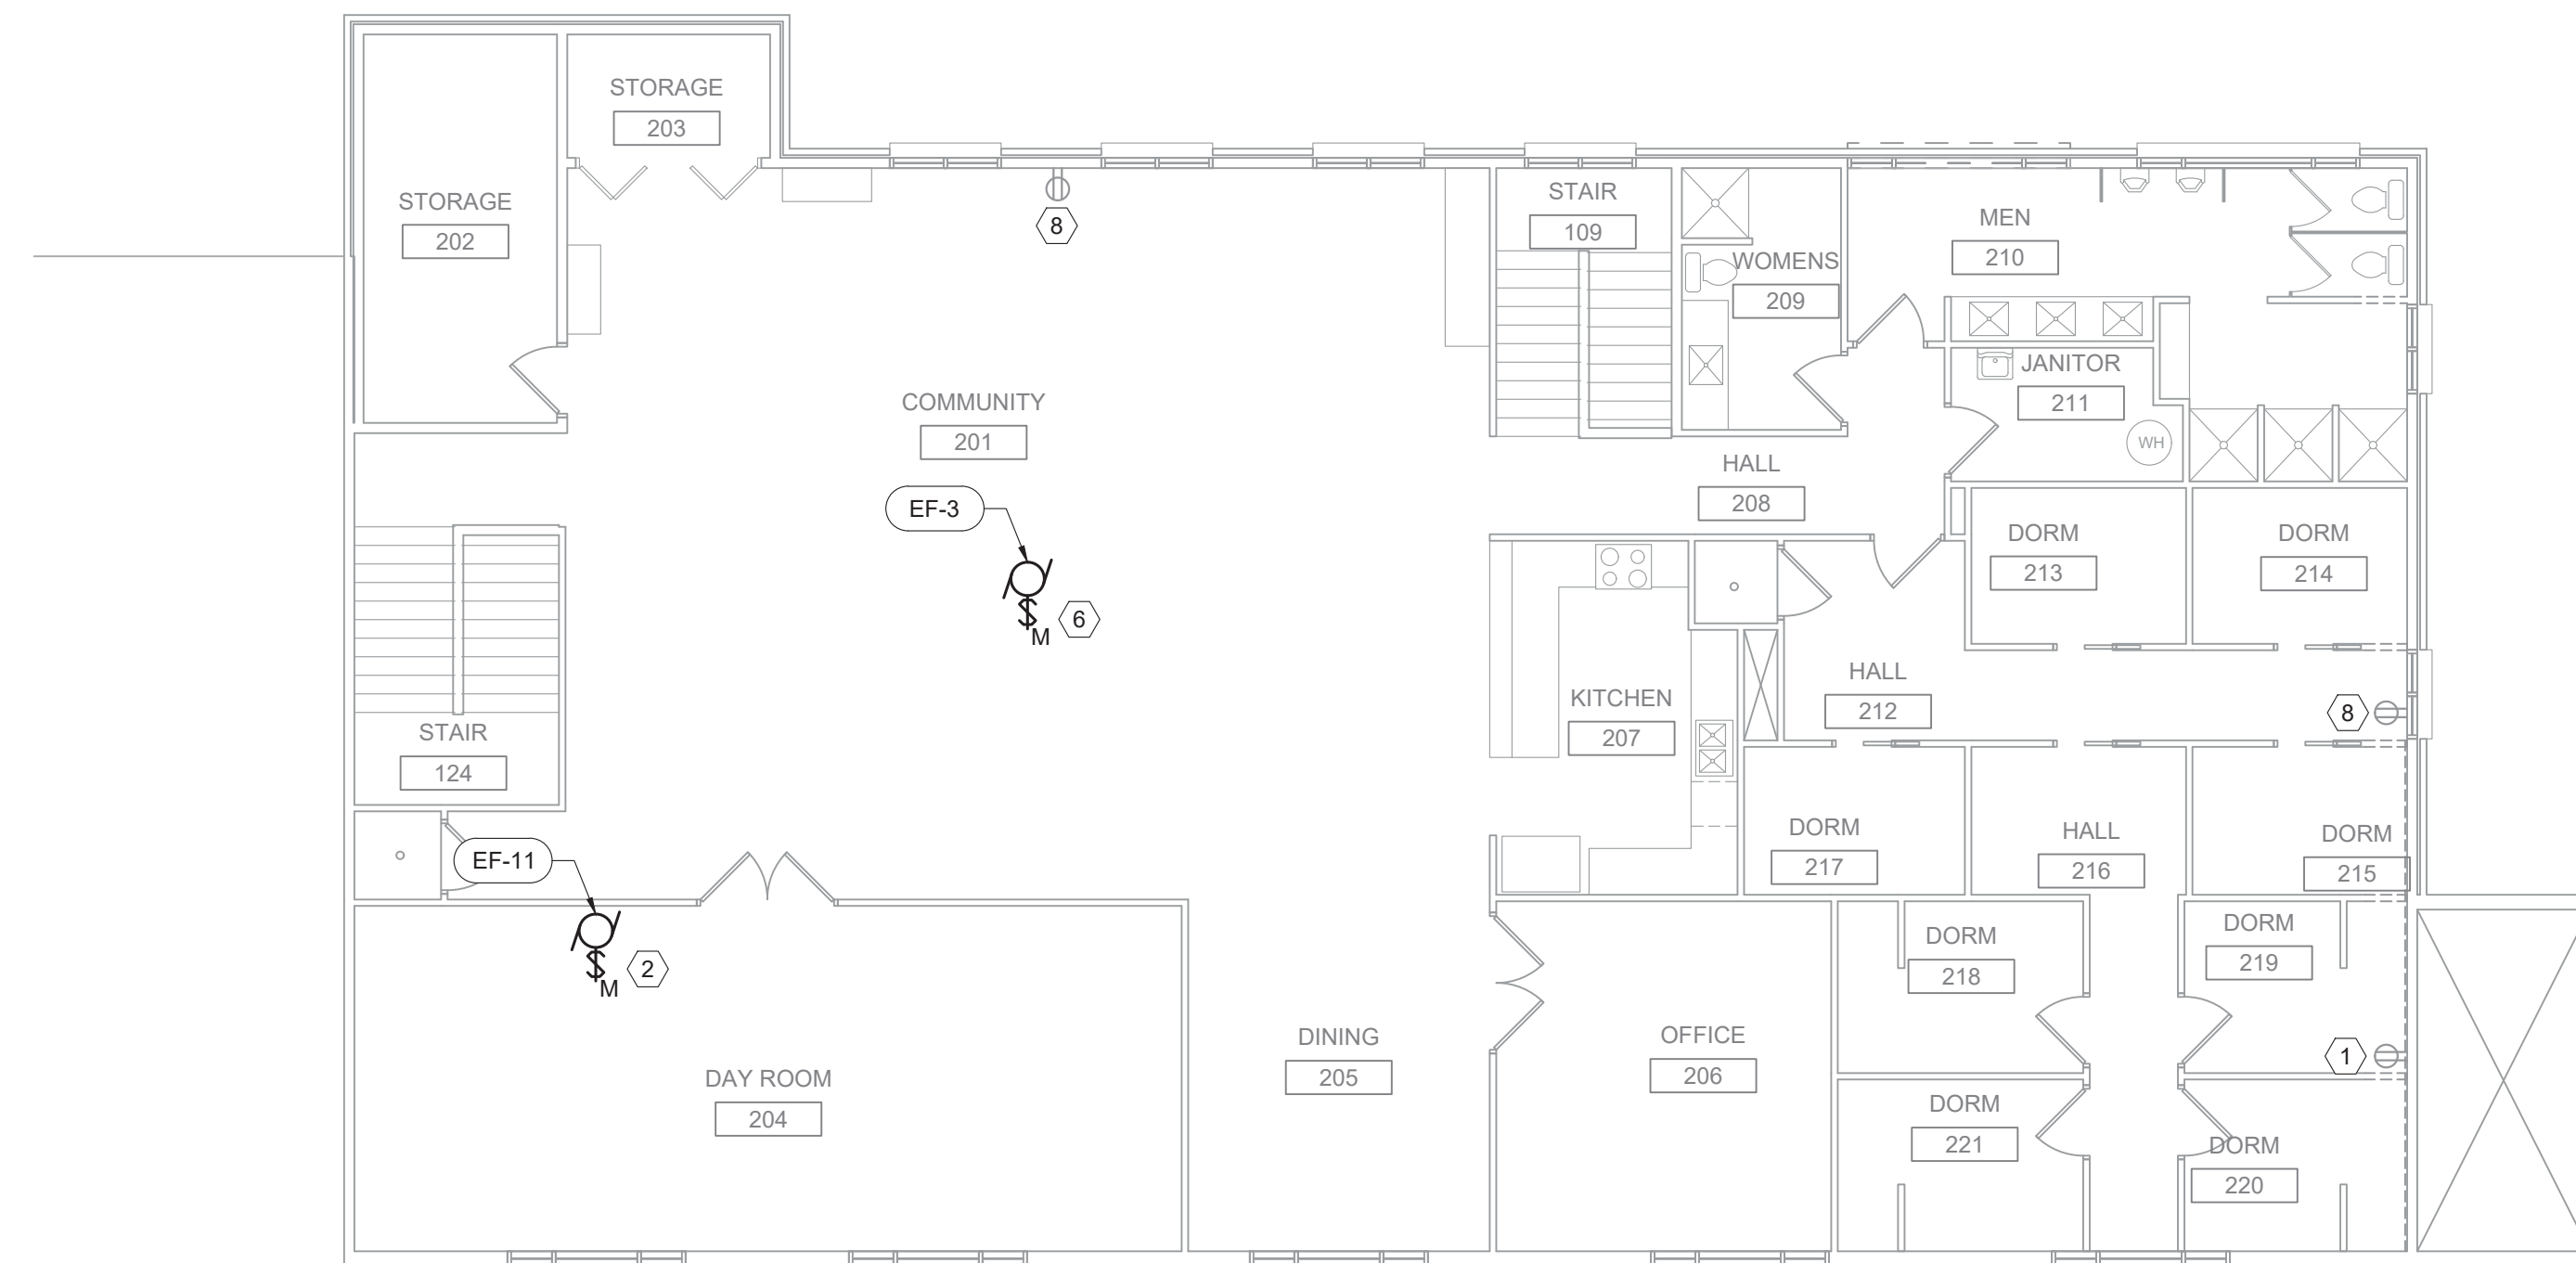 STORAGE
203
STORAGE
202
8
STAIR
109
MEN
210
WOMENS
209
JANITOR
211
WH
COMMUNITY
201
HALL
208
EF-3
DORM
213
DORM
214
6
M
HALL
212
KITCHEN
207
8
STAIR
124
DORM
217
HALL
216
DORM
215
EF-11
2
M
DORM
218
DORM
219
DINING
205
OFFICE
206
1
DAY ROOM
204
DORM
221
DORM
220